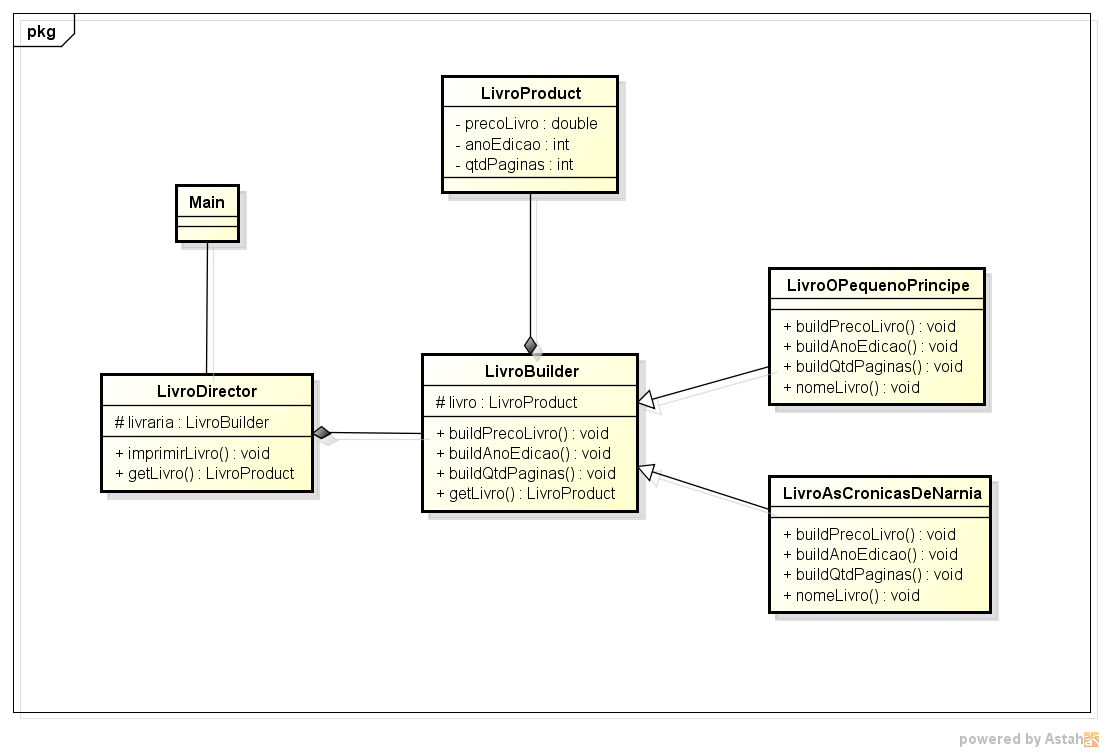 pkg
LivroProduct
- precoLivro : double
- anoEdicao : int
- qtdPaginas : int
Main
LivroDirector
# livraria : LivroBuilder
+ imprimirLivro() : void
+ getLivro() : LivroProduct
LivroBuilder
# livro : LivroProduct
+ buildPrecoLivro() : void
+ buildAnoEdicao() : void
+ buildQtdPaginas() : void
+ getLivro() : LivroProduct
LivroOPequenoPrincipe
+ buildPrecoLivro() : void
+ buildAnoEdicao() : void
+ buildQtdPaginas() : void
+ nomeLivro() : void
LivroAsCronicasDeNarnia
+ buildPrecoLivro() : void
+ buildAnoEdicao() : void
+ buildQtdPaginas() : void
+ nomeLivro() : void
powered by Astah